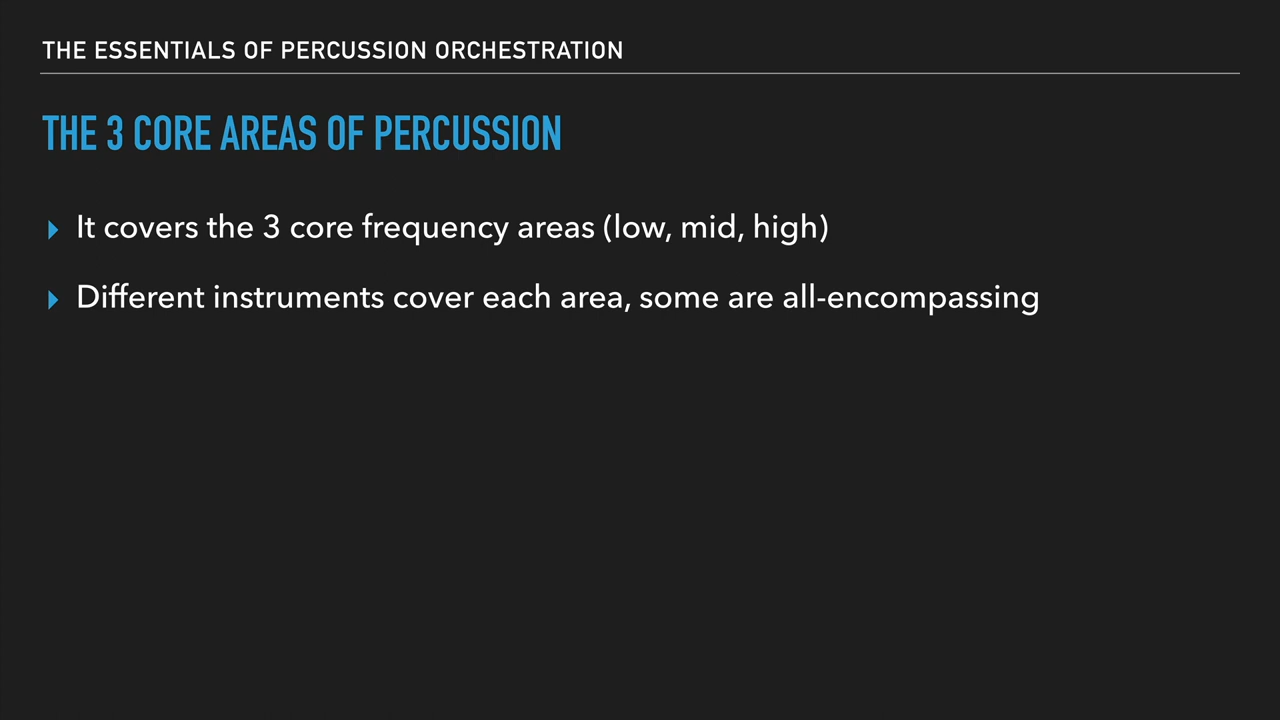 THE ESSENTIALS OF PERCUSSION ORCHESTRATION
THE 3 CORE AREAS OF PERCUSSION
It covers the 3 core frequency areas (low, mid, high)
Different instruments cover each area, some are all-encompassing